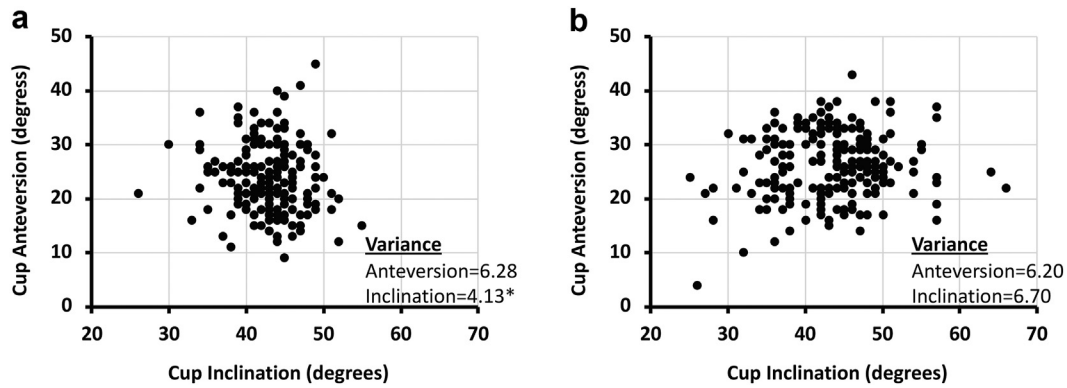 a
50
40
30
20
10
0
Cup Anteversion (degress)
Variance
Anteversion=6.28
Inclination=4.13*
20 30 40 50 60 70
Cup Inclination (degrees)
b
50
40
30
20
10
0
Cup Anteversion (degress)
Variance
Anteversion=6.20
Inclination=6.70
20 30 40 50 60 70
Cup Inclination (degrees)